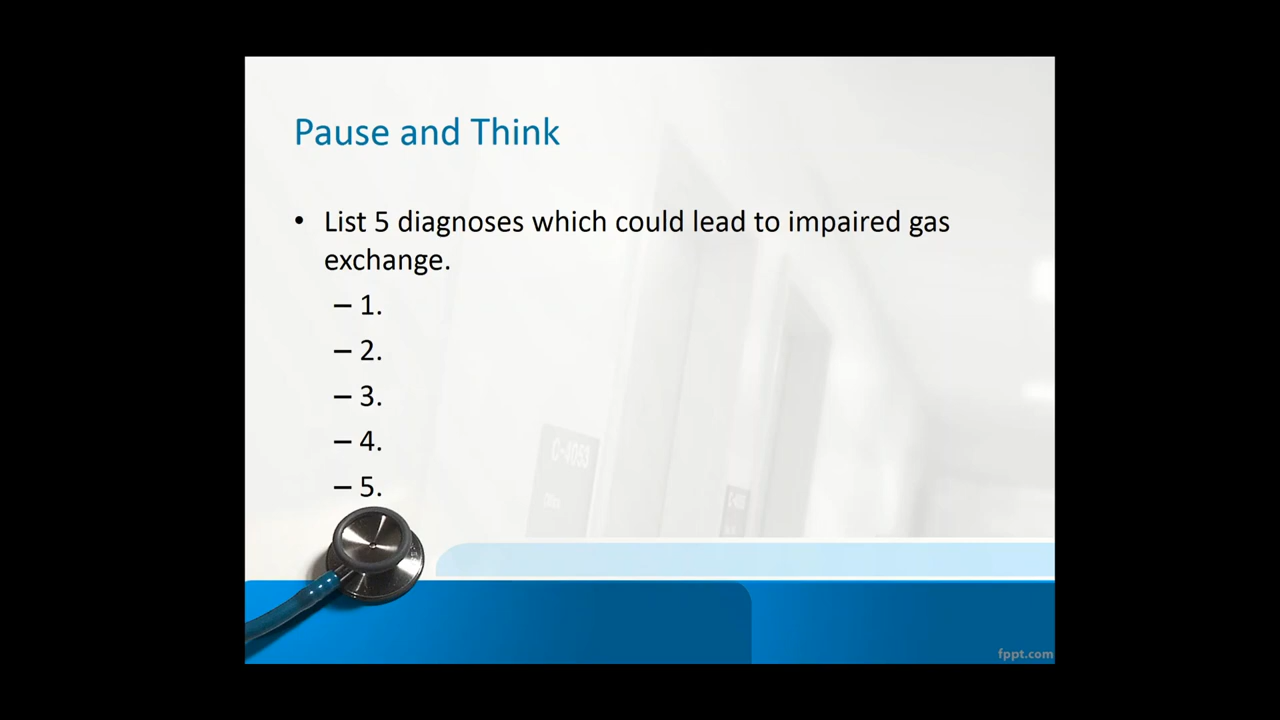 Pause and Think
• List 5 diagnoses which could lead to impaired gas
exchange.
– 1.
– 2.
– 3.
– 4.
– 5.
C-4063
fppt.com